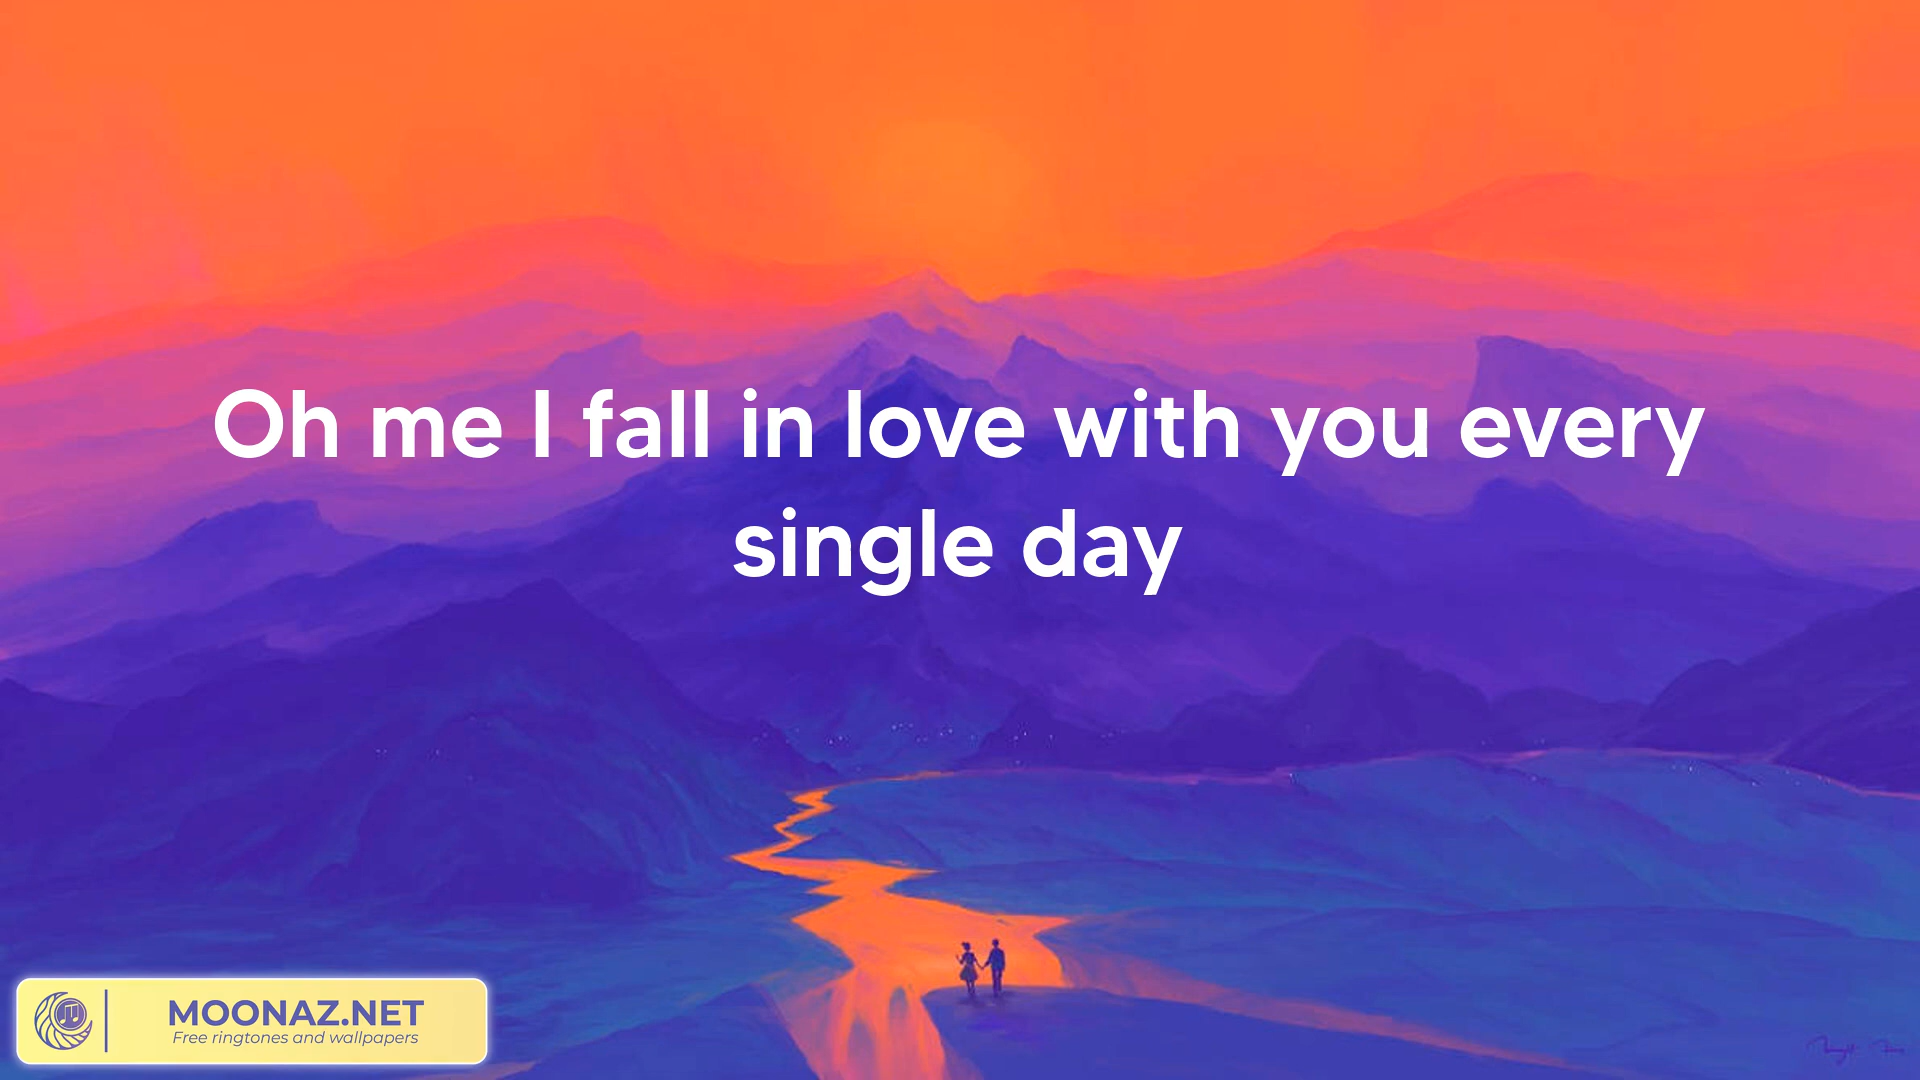 Oh me I fall in love with you every
single day
MOONAZ.NET
Free ringtones and wallpapers